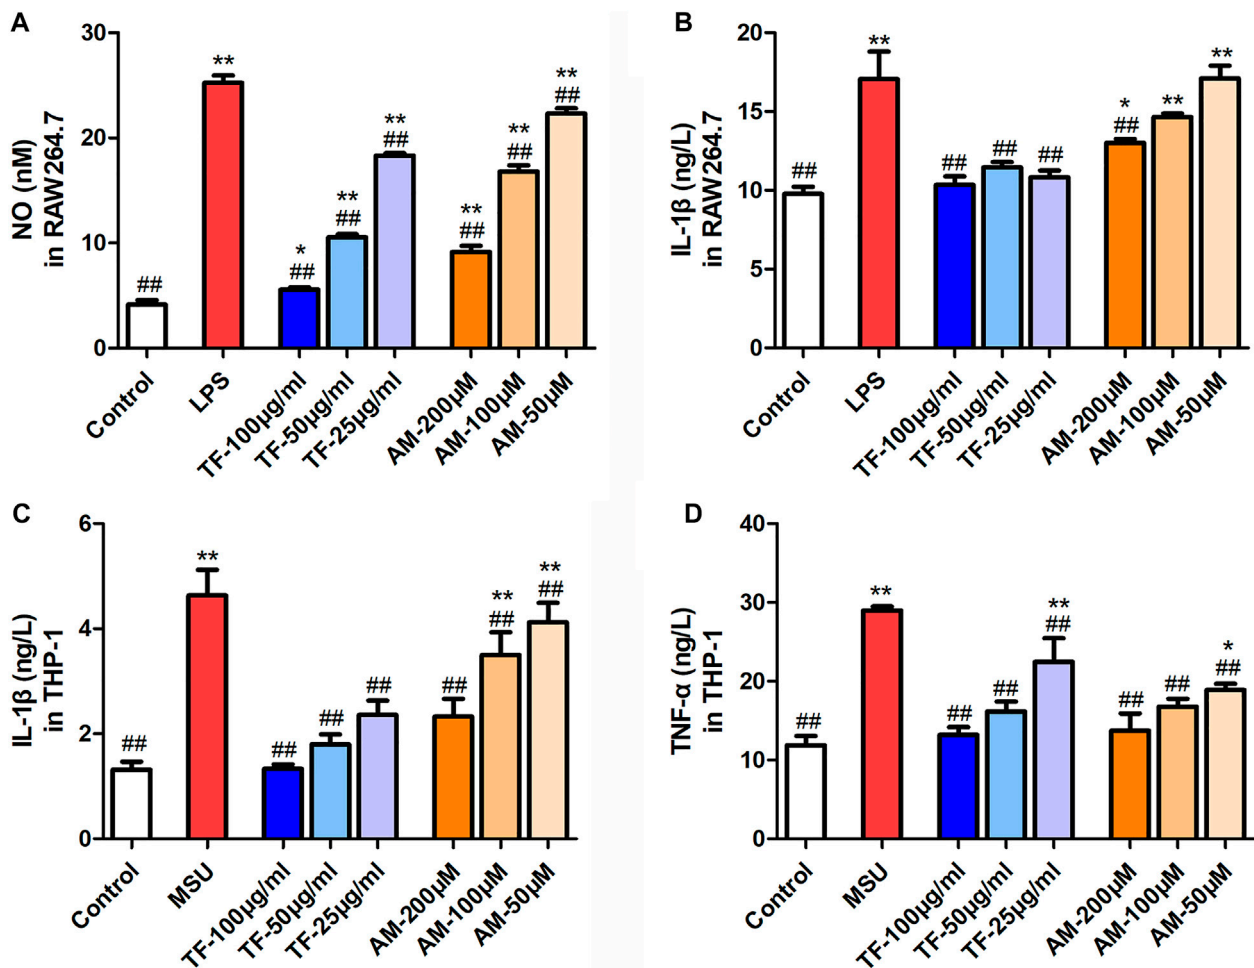 A
NO (nM)
in RAW264.7
30
20
10
0
##
**
*
##
**
##
**
##
**
##
**
##
**
##
Control
LPS
TF-100µg/ml
TF-50µg/ml
TF-25µg/ml
AM-200µM
AM-100µM
AM-50µM
B
IL-1β (ng/L)
in RAW264.7
20
15
10
5
0
##
**
##
##
##
*
##
**
**
Control
LPS
TF-100µg/ml
TF-50µg/ml
TF-25µg/ml
AM-200µM
AM-100µM
AM-50µM
C
IL-1β (ng/L)
in THP-1
6
4
2
0
##
**
##
##
##
##
**
##
**
##
Control
MSU
TF-100µg/ml
TF-50µg/ml
TF-25µg/ml
AM-200µM
AM-100µM
AM-50µM
D
TNF-α (ng/L)
in THP-1
40
30
20
10
0
##
**
##
##
**
##
##
##
*
##
Control
MSU
TF-100µg/ml
TF-50µg/ml
TF-25µg/ml
AM-200µM
AM-100µM
AM-50µM